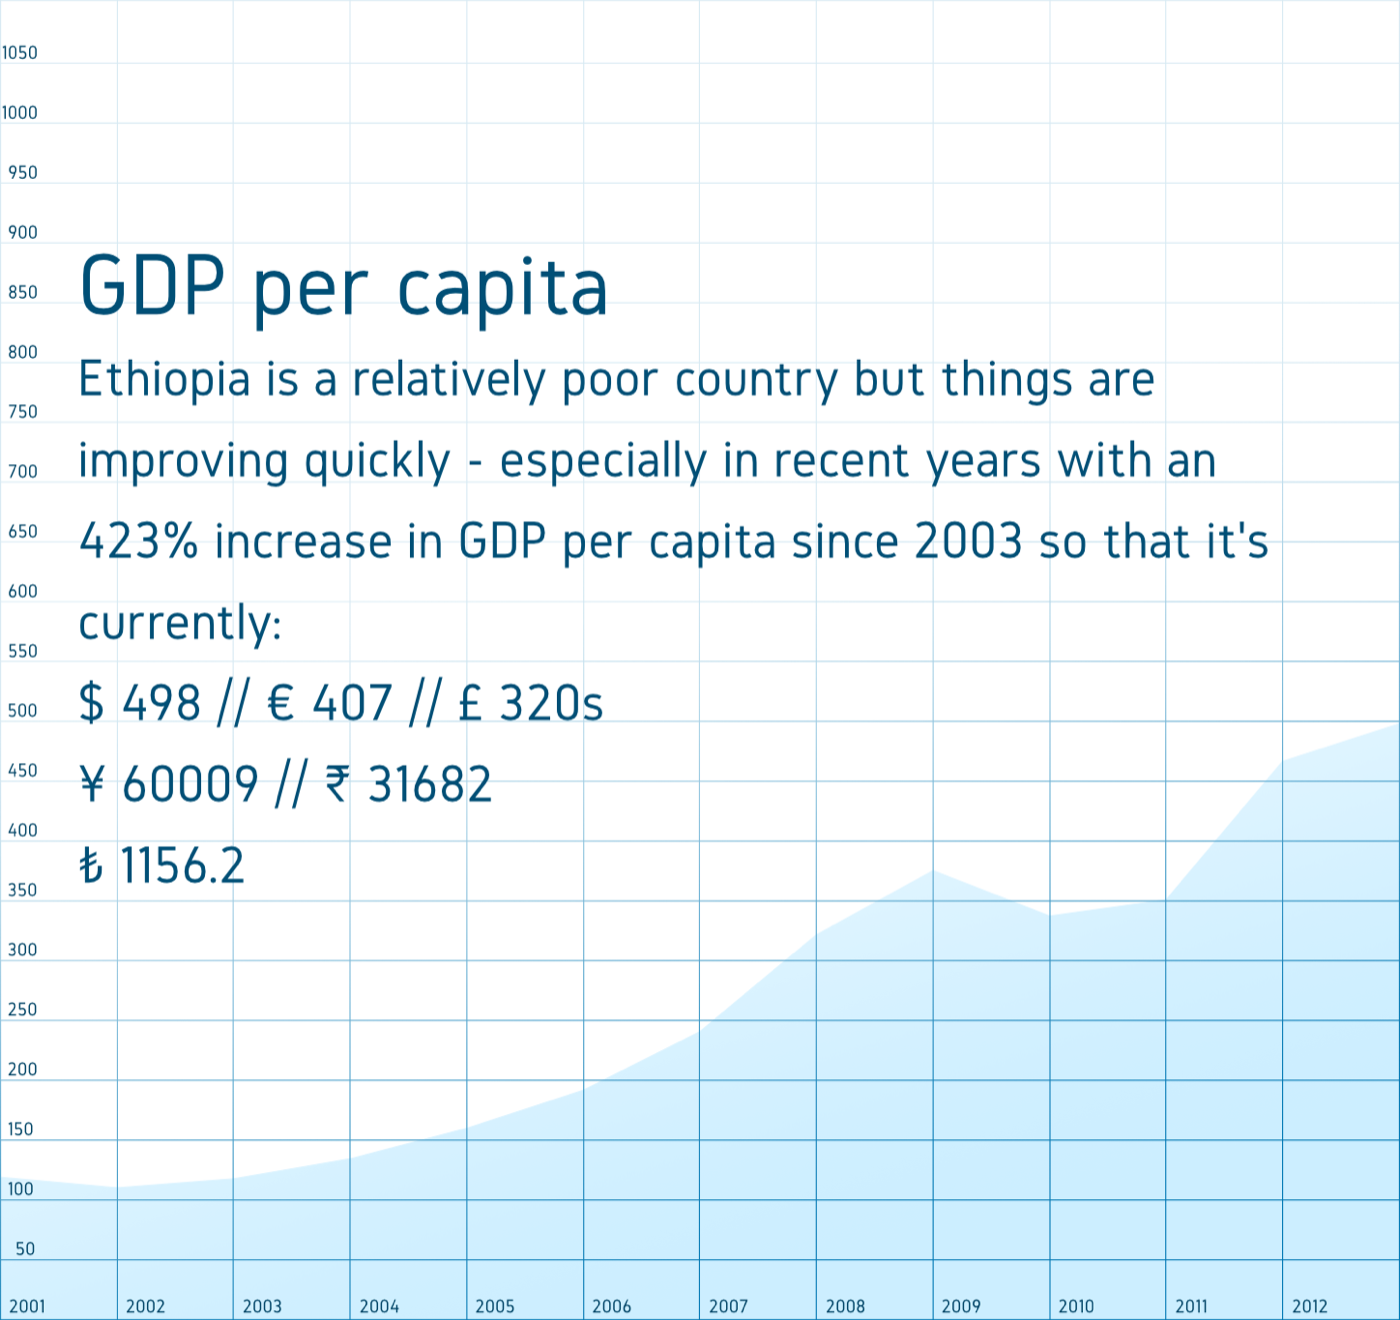 1050
1000
950
900
GDP per capita
850
800
Ethiopia is a relatively poor country but things are
750
improving quickly - especially in recent years with an
700
423% increase in GDP per capita since 2003 so that it's
650
600
currently:
550
$ 498 // € 407 // £ 320s
500
¥ 60009 // ₹ 31682
450
400
₺ 1156.2
350
300
250
200
150
100
50
2001 2002 2003 2004 2005 2006 2007 2008 2009 2010 2011 2012